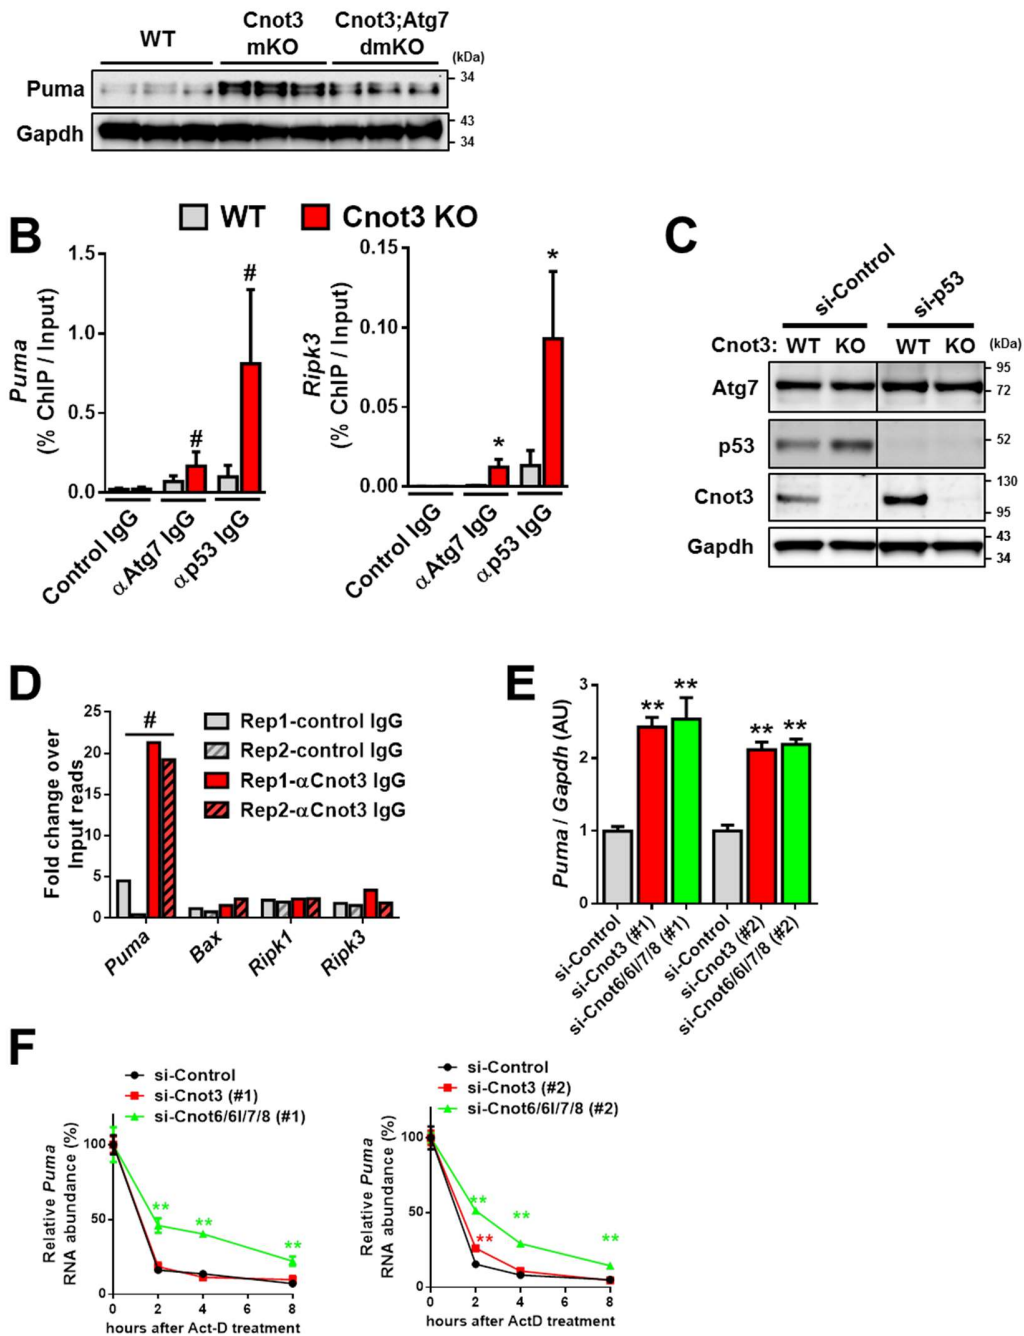 WT
Cnot3
mKO
Cnot3;Atg7
dmKO
(kDa)
Puma
34
Gapdh
43
34
B
WT
Cnot3 KO
Puma
(% ChIP / Input)
1.5
1.0
0.5
0.0
#
#
Control IgG
αAtg7 IgG
αp53 IgG
Ripk3
(% ChIP / Input)
0.15
0.10
0.05
0.00
*
*
Control IgG
αAtg7 IgG
αp53 IgG
C
si-Control
si-p53
Cnot3: WT KO WT KO (kDa)
Atg7
95
72
p53
52
Cnot3
130
95
Gapdh
43
34
D
Fold change over
Input reads
25
20
15
10
5
0
#
Rep1-control IgG
Rep2-control IgG
Rep1-αCnot3 IgG
Rep2-αCnot3 IgG
Puma
Bax
Ripk1
Ripk3
E
Puma / Gapdh (AU)
3
2
1
0
**
**
**
**
si-Control
si-Cnot3 (#1)
si-Cnot6/6l/7/8 (#1)
si-Control
si-Cnot3 (#2)
si-Cnot6/6l/7/8 (#2)
F
si-Control
si-Cnot3 (#1)
si-Cnot6/6l/7/8 (#1)
Relative Puma
RNA abundance (%)
100
50
0
**
**
**
0 2 4 6 8
hours after Act-D treatment
si-Control
si-Cnot3 (#2)
si-Cnot6/6l/7/8 (#2)
Relative Puma
RNA abundance (%)
100
50
0
**
**
**
**
0 2 4 6 8
hours after ActD treatment